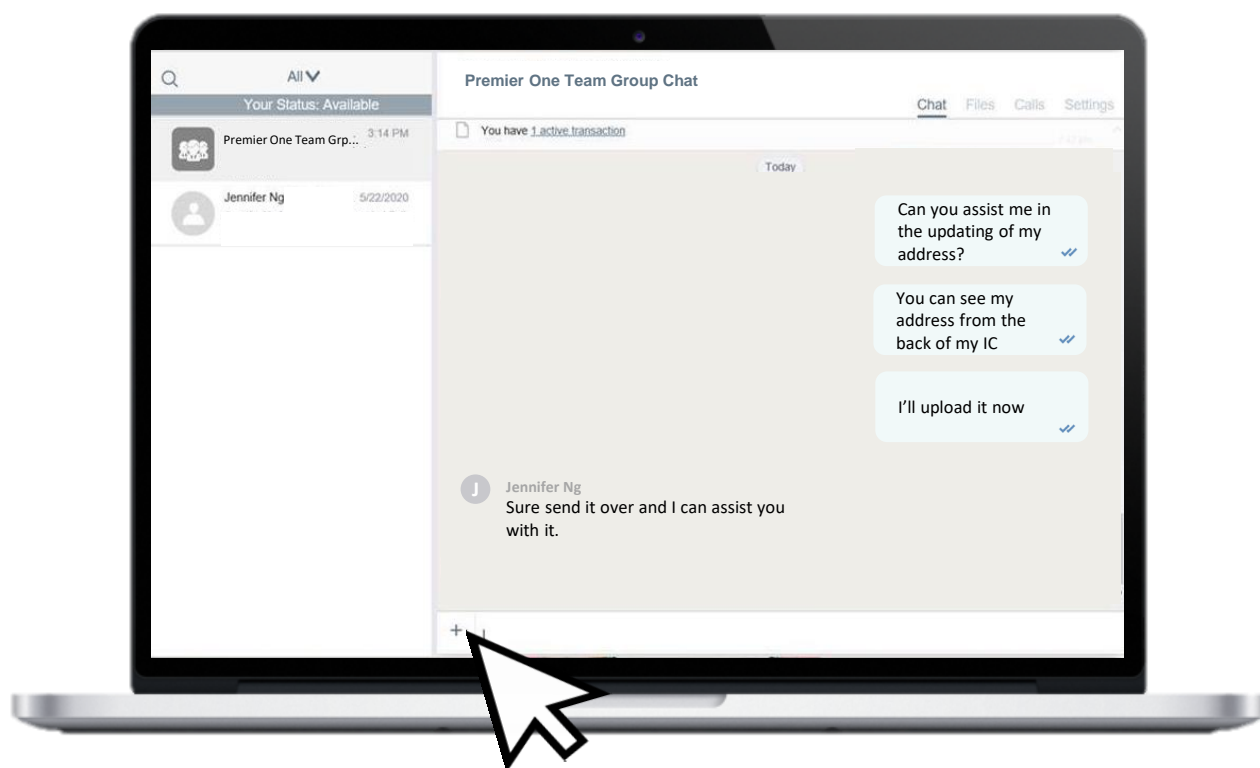 All
Your Status: Available
Premier One Team Grp...
3:14 PM
Jennifer Ng
5/22/2020
Premier One Team Group Chat
Chat Files Calls Settings
You have 1 active transaction
Today
Can you assist me in
the updating of my
address?
You can see my
address from the
back of my IC
I’ll upload it now
J
Jennifer Ng
Sure send it over and I can assist you
with it.
+